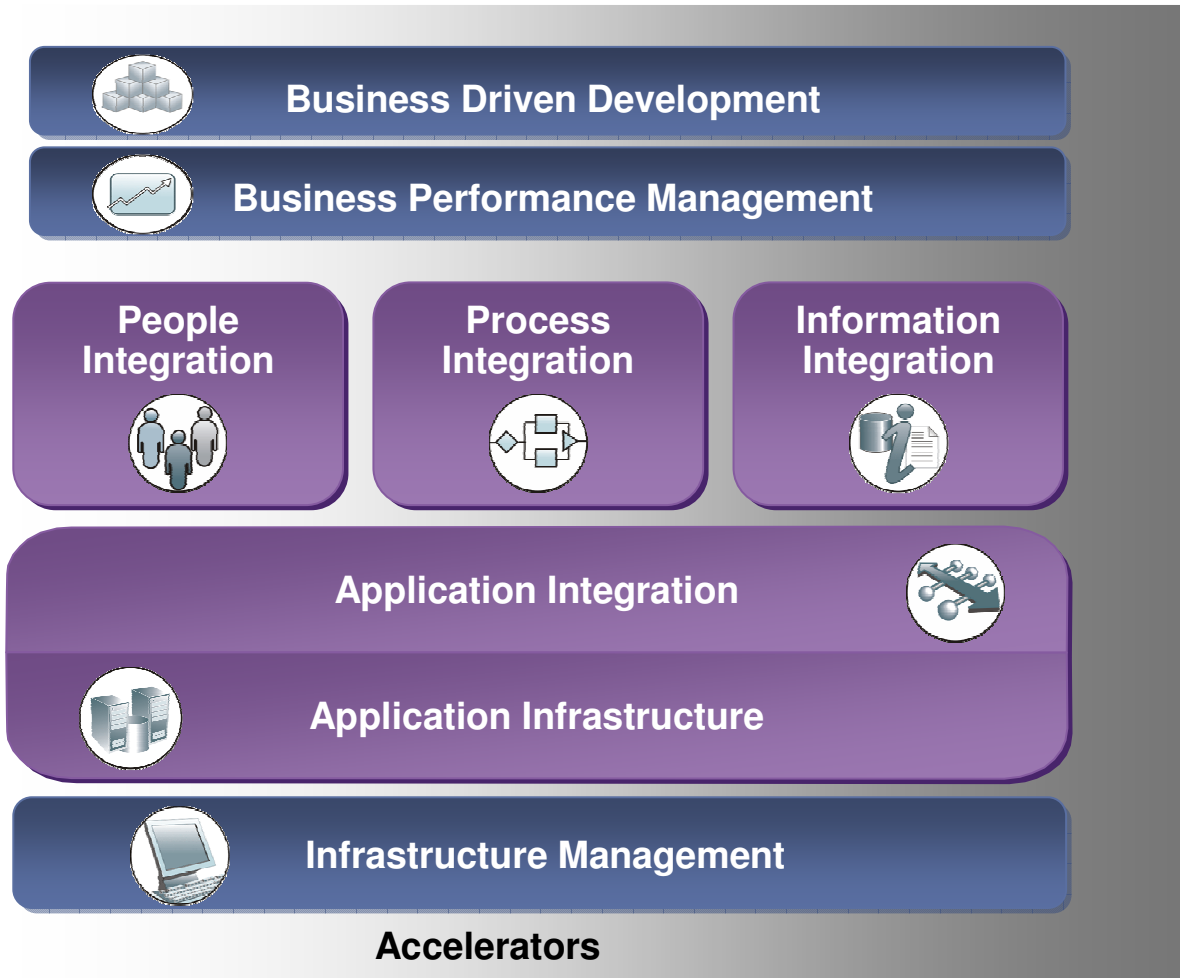 Business Driven Development
Business Performance Management
People
Integration
Process
Integration
Information
Integration
Application Integration
Application Infrastructure
Infrastructure Management
Accelerators